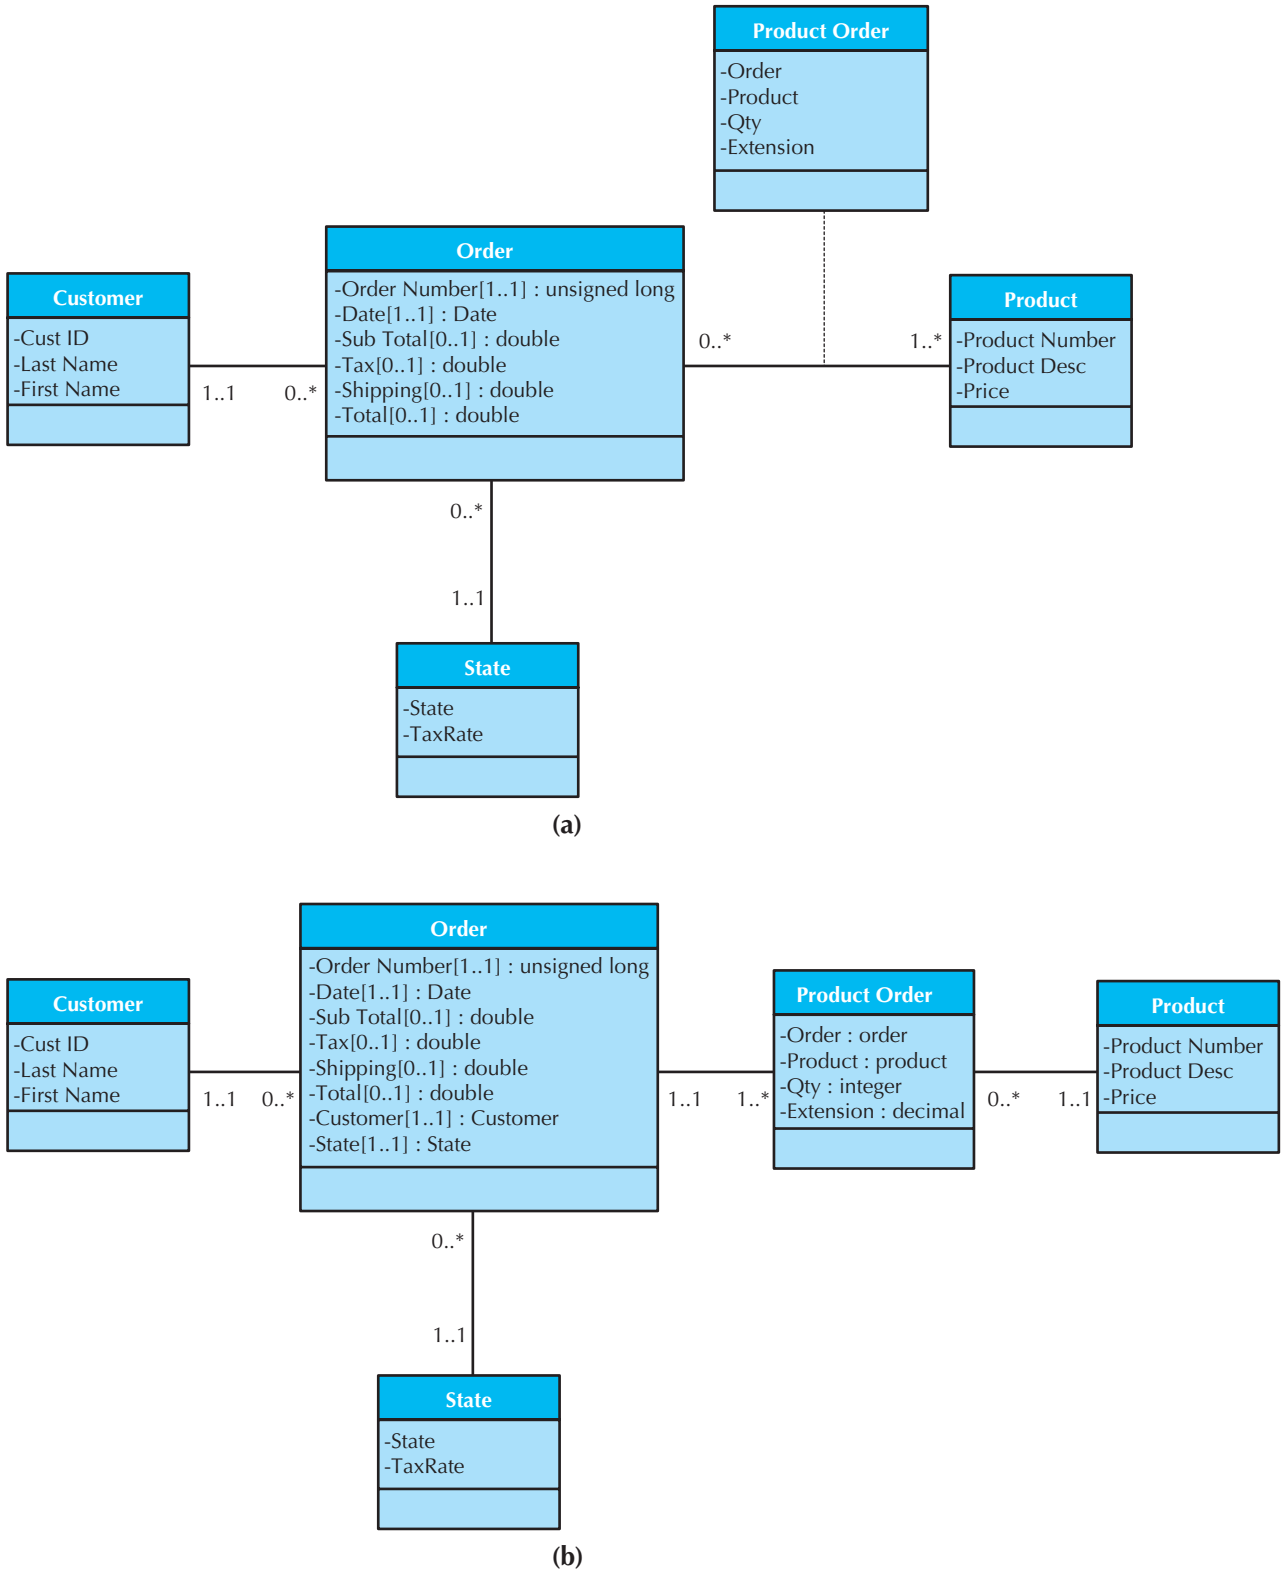 Product Order
-Order
-Product
-Qty
-Extension
Order
-Order Number[1..1] : unsigned long
-Date[1..1] : Date
-Sub Total[0..1] : double
-Tax[0..1] : double
-Shipping[0..1] : double
-Total[0..1] : double
Customer
-Cust ID
-Last Name
-First Name
Product
-Product Number
-Product Desc
-Price
1..1
0..*
0..*
1..*
0..*
1..1
State
-State
-TaxRate
(a)
Order
-Order Number[1..1] : unsigned long
-Date[1..1] : Date
-Sub Total[0..1] : double
-Tax[0..1] : double
-Shipping[0..1] : double
-Total[0..1] : double
-Customer[1..1] : Customer
-State[1..1] : State
Customer
-Cust ID
-Last Name
-First Name
Product Order
-Order : order
-Product : product
-Qty : integer
-Extension : decimal
Product
-Product Number
-Product Desc
-Price
1..1
0..*
1..1
1..*
0..*
1..1
0..*
1..1
State
-State
-TaxRate
(b)